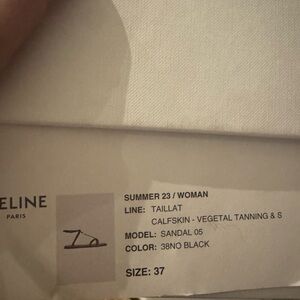 ELINE
PARIS
SUMMER 23 / WOMAN
LINE: TAILLAT
CALFSKIN - VEGETAL TANNING & S
MODEL: SANDAL 05
COLOR: 38NO BLACK
SIZE: 37